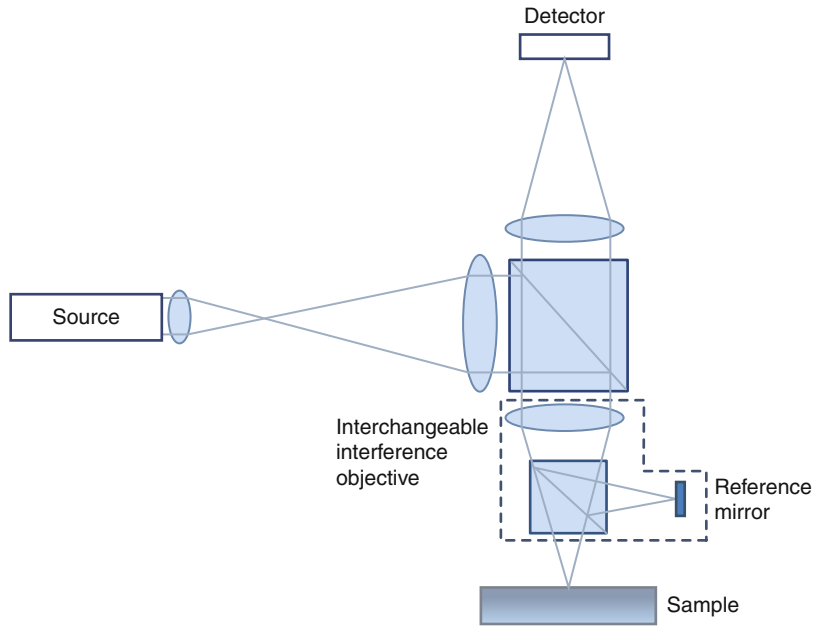 Detector
Source
Interchangeable
interference
objective
Reference
mirror
Sample